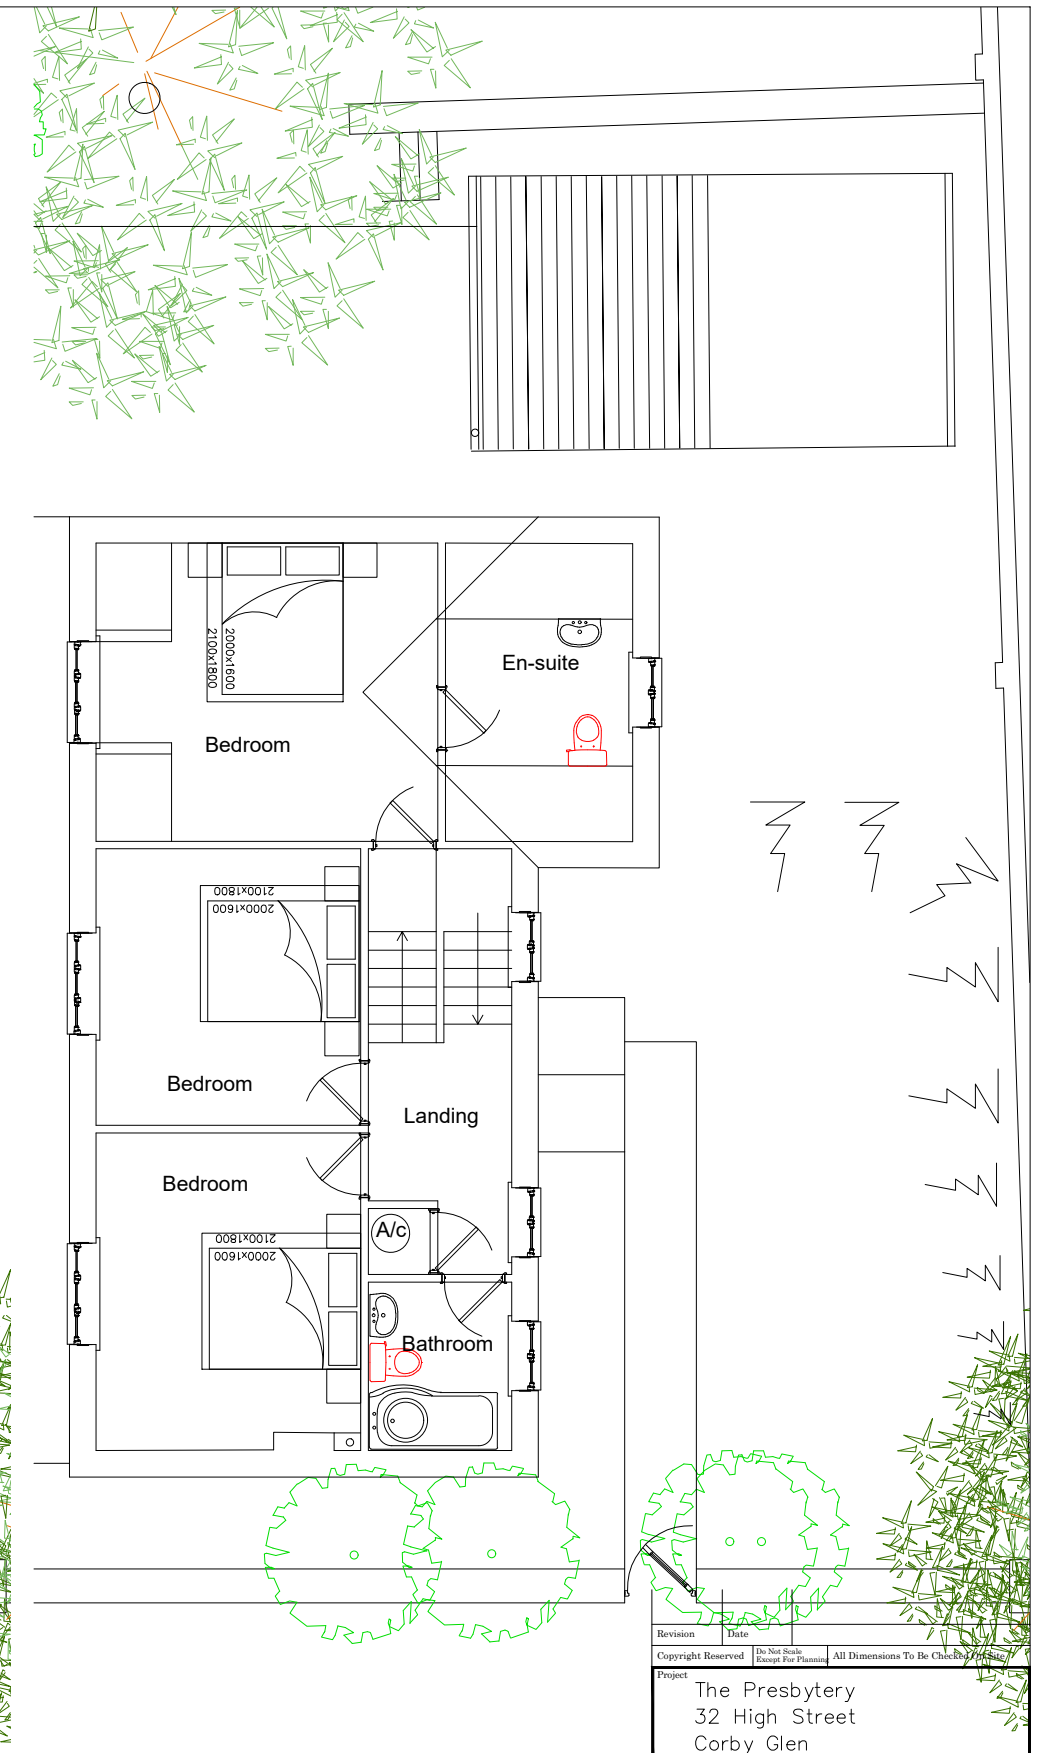 En-suite
2000x1600
2100x1800
Bedroom
2100x1800
2000x1600
Bedroom
Landing
Bedroom
A/c
2100x1800
2000x1600
Bathroom
Revision Date
Copyright Reserved Do Not Scale Except For Planning All Dimensions To Be Checked On Site
Project
The Presbytery
32 High Street
Corby Glen